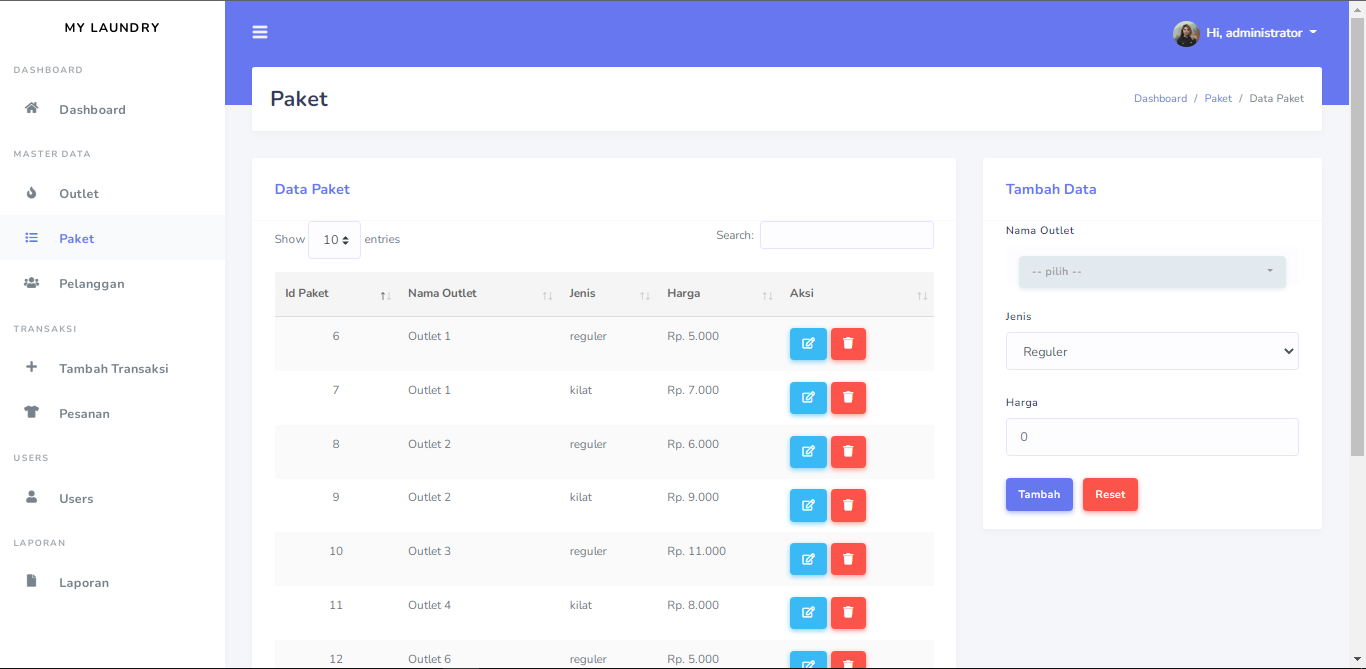 MY LAUNDRY
DASHBOARD
Dashboard
MASTER DATA
Outlet
Paket
Pelanggan
TRANSAKSI
Tambah Transaksi
Pesanan
USERS
Users
LAPORAN
Laporan
Hi, administrator
Paket
Dashboard / Paket / Data Paket
Data Paket
Show 10 entries
Search:
Id Paket Nama Outlet Jenis Harga Aksi
6 Outlet 1 reguler Rp. 5.000
7 Outlet 1 kilat Rp. 7.000
8 Outlet 2 reguler Rp. 6.000
9 Outlet 2 kilat Rp. 9.000
10 Outlet 3 reguler Rp. 11.000
11 Outlet 4 kilat Rp. 8.000
12 Outlet 6 reguler Rp. 5.000
Tambah Data
Nama Outlet
-- pilih --
Jenis
Reguler
Harga
0
Tambah Reset